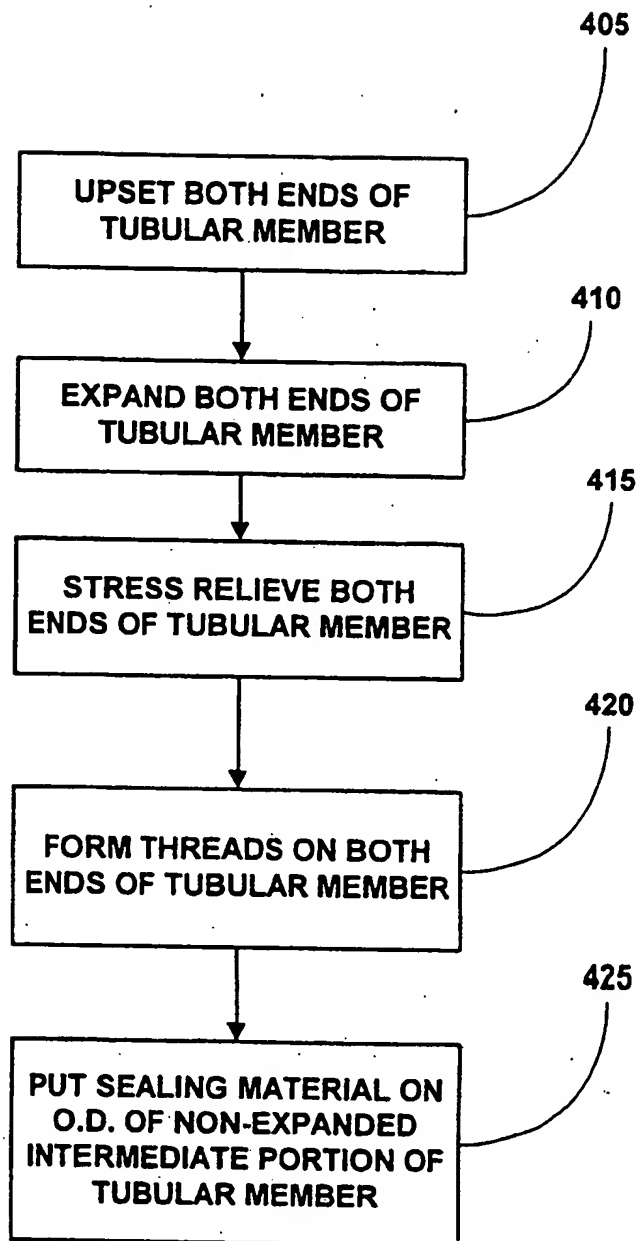 405
UPSET BOTH ENDS OF
TUBULAR MEMBER
410
EXPAND BOTH ENDS OF
TUBULAR MEMBER
415
STRESS RELIEVE BOTH
ENDS OF TUBULAR MEMBER
420
FORM THREADS ON BOTH
ENDS OF TUBULAR MEMBER
425
PUT SEALING MATERIAL ON
O.D. OF NON-EXPANDED
INTERMEDIATE PORTION OF
TUBULAR MEMBER